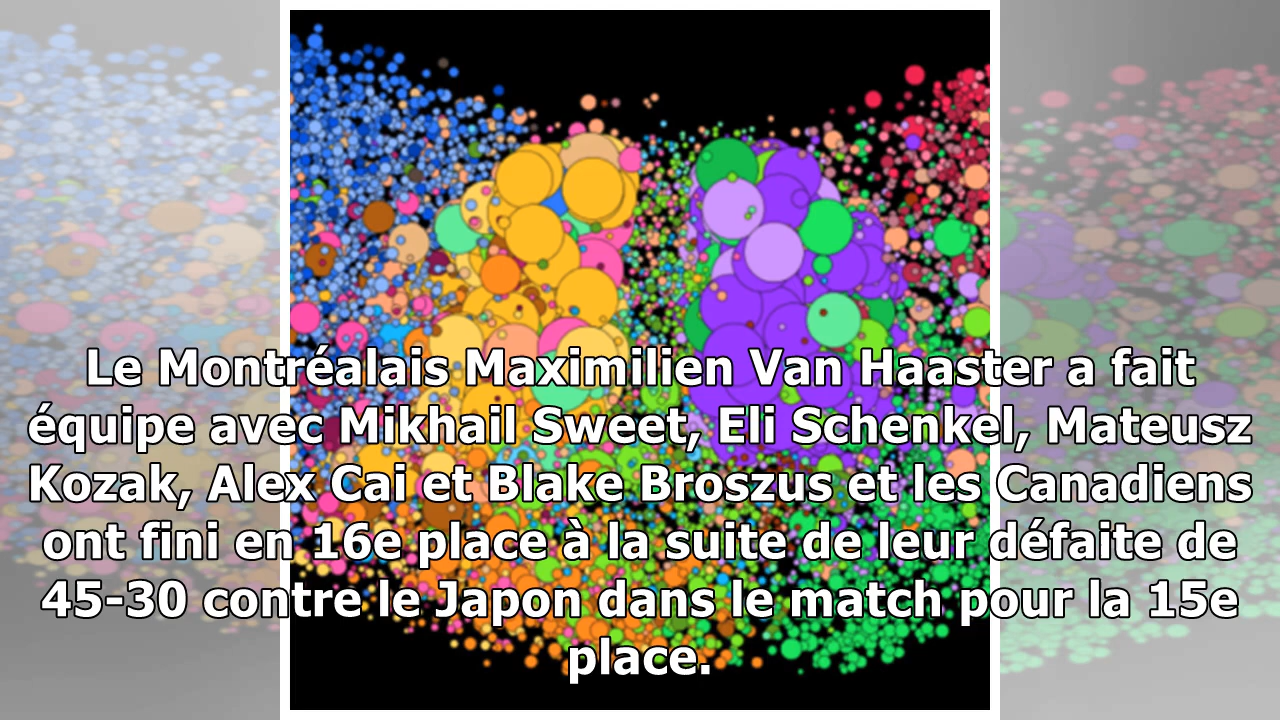 Le Montréalais Maximilien Van Haaster a fait
équipe avec Mikhail Sweet, Eli Schenkel, Mateusz
Kozak, Alex Cai et Blake Broszus et les Canadiens
ont fini en 16e place à la suite de leur défaite de
45-30 contre le Japon dans le match pour la 15e
place.